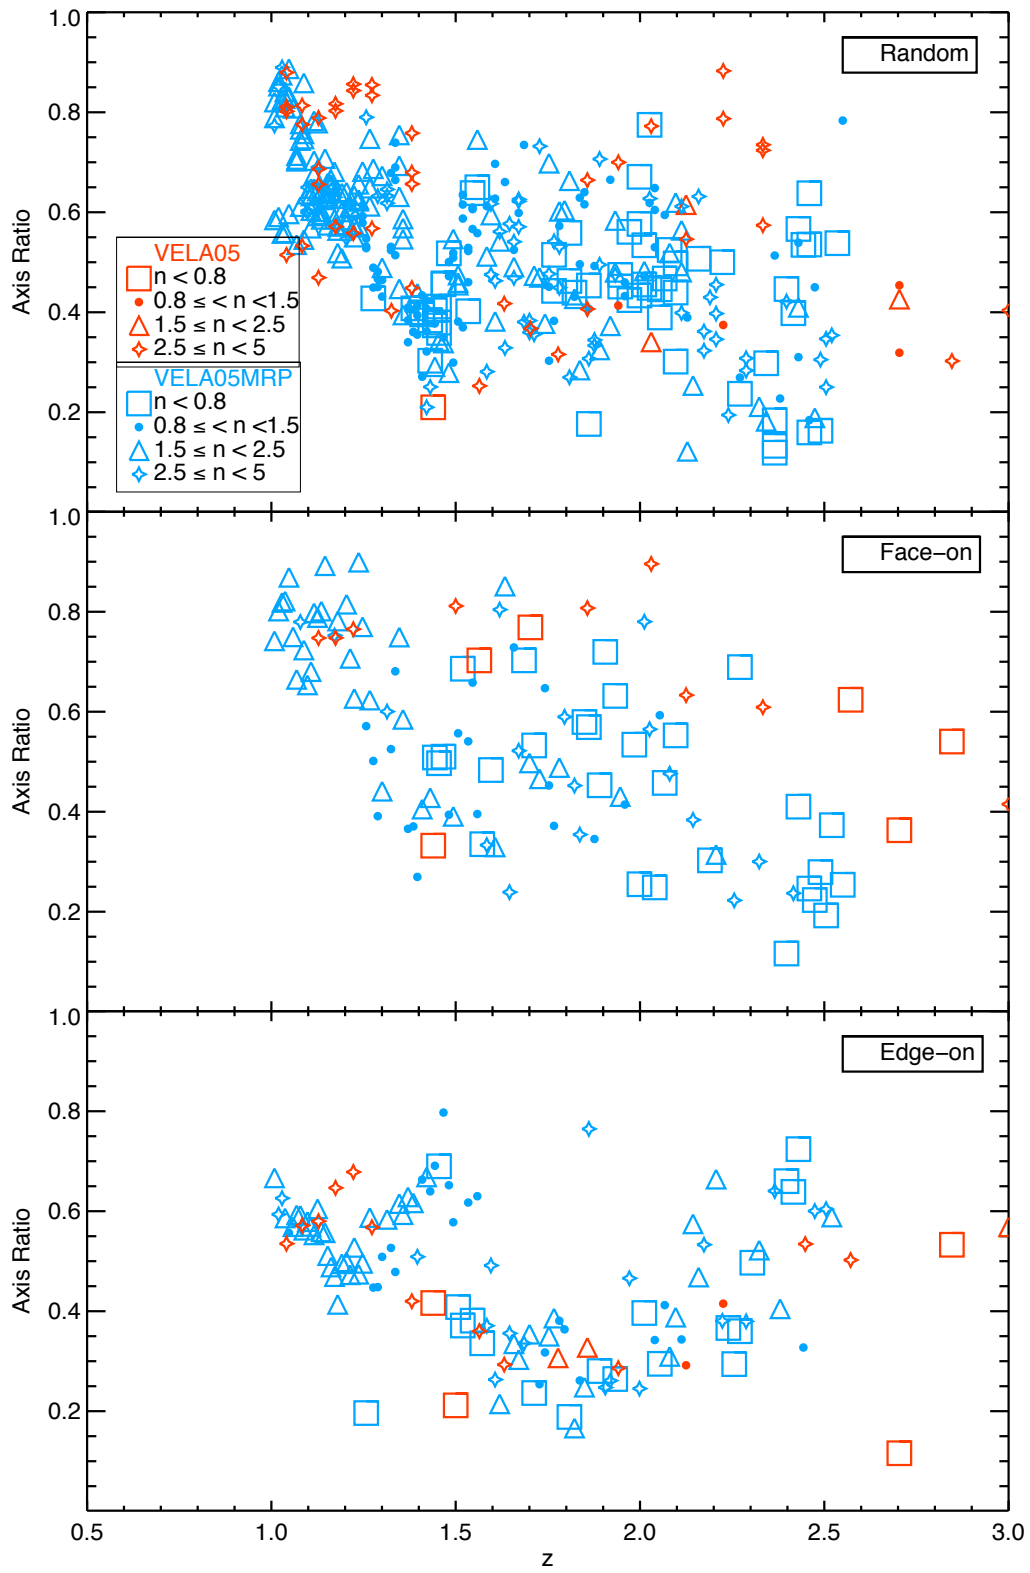 1.0
0.8
0.6
0.4
0.2
Axis Ratio
Random
VELA05
n < 0.8
0.8 ≤ < n <1.5
1.5 ≤ n < 2.5
2.5 ≤ n < 5
VELA05MRP
n < 0.8
0.8 ≤ < n <1.5
1.5 ≤ n < 2.5
2.5 ≤ n < 5
1.0
0.8
0.6
0.4
0.2
Axis Ratio
Face−on
1.0
0.8
0.6
0.4
0.2
Axis Ratio
Edge−on
0.5 1.0 1.5 2.0 2.5 3.0
z